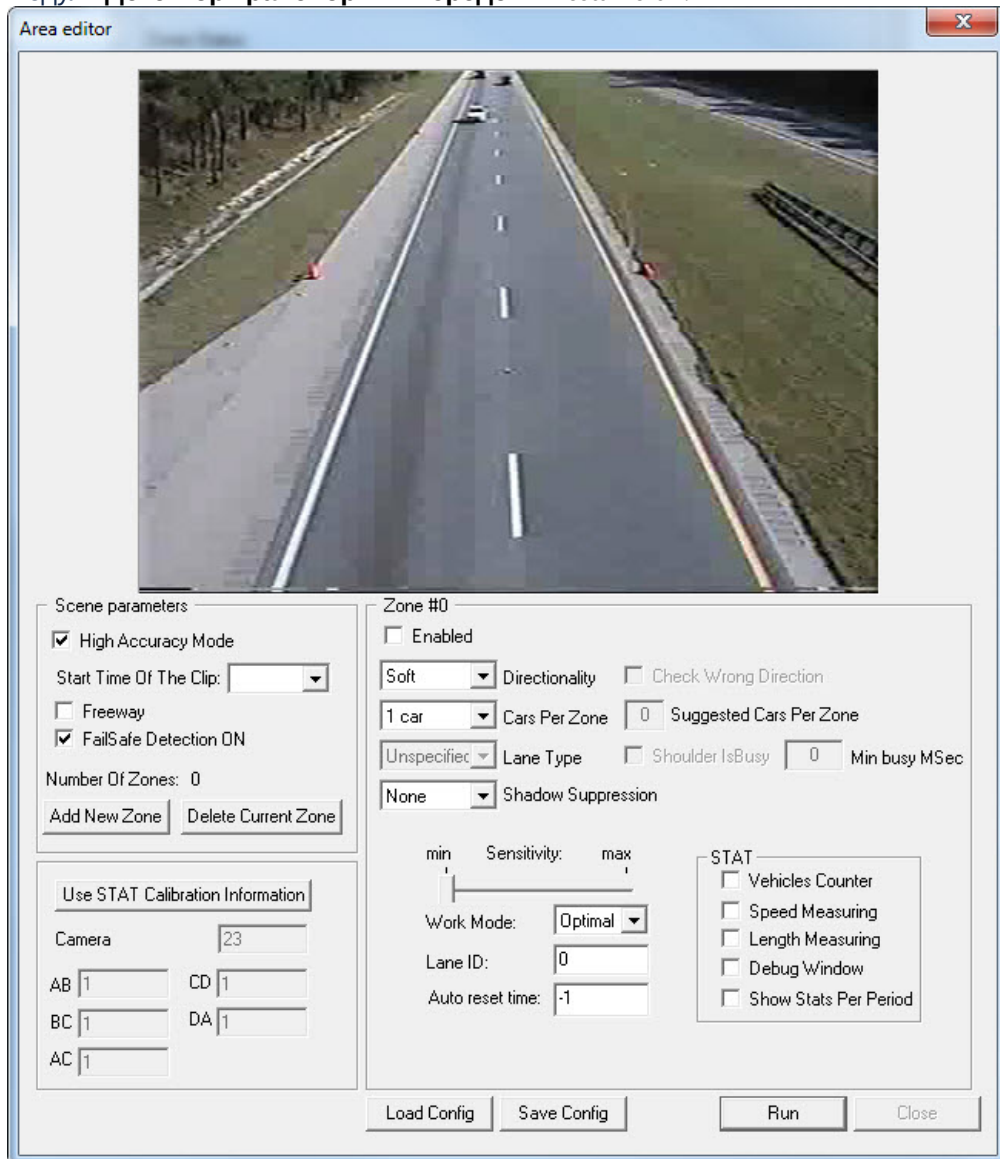 Area editor
Scene parameters
High Accuracy Mode
Start Time Of The Clip:
Freeway
FailSafe Detection ON
Number Of Zones: 0
Add New Zone
Delete Current Zone
Use STAT Calibration Information
Camera 23
AB 1
CD 1
BC 1
DA 1
AC 1
Zone #0
Enabled
Soft Directionality
Check Wrong Direction
1 car Cars Per Zone
0 Suggested Cars Per Zone
Unspecified Lane Type
Shoulder IsBusy 0 Min busy MSec
None Shadow Suppression
min Sensitivity: max
Work Mode: Optimal
Lane ID: 0
Auto reset time: -1
STAT
Vehicles Counter
Speed Measuring
Length Measuring
Debug Window
Show Stats Per Period
Load Config
Save Config
Run
Close